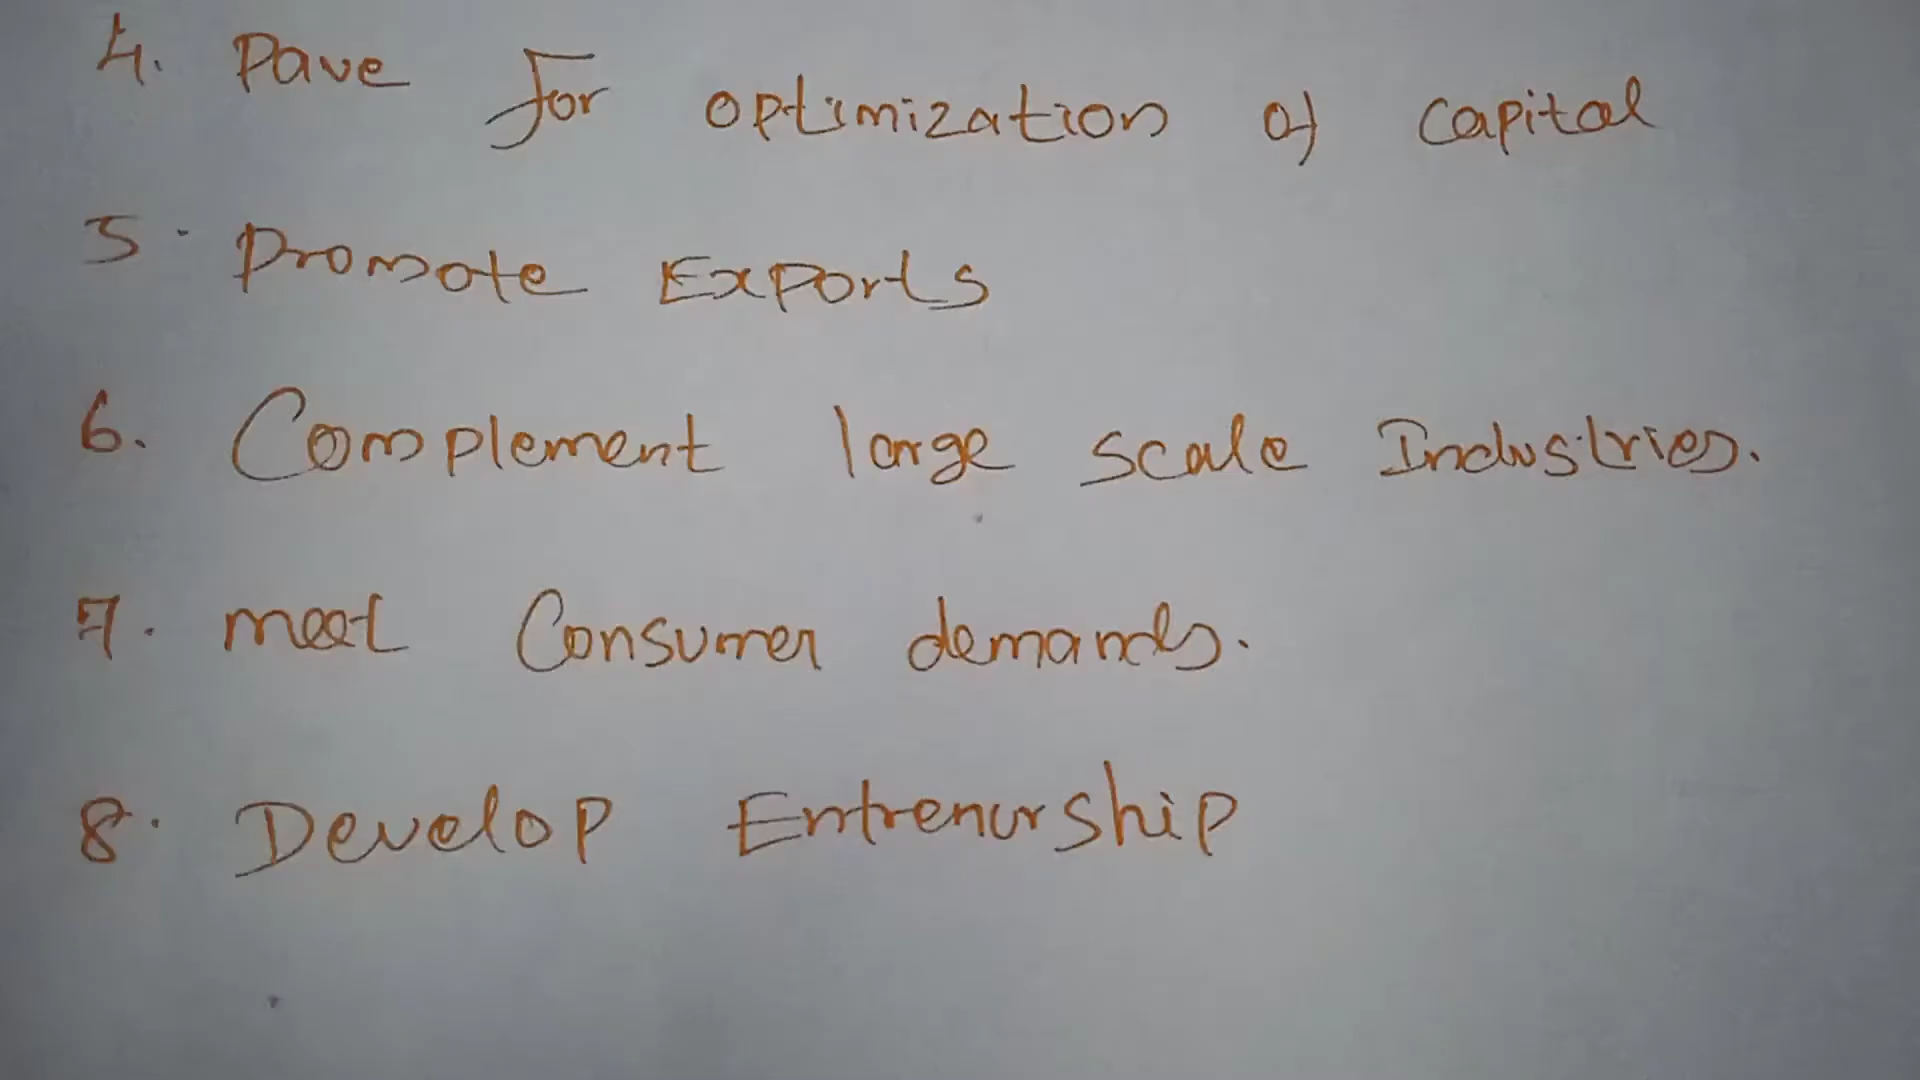 4. Pave for optimization of capital
5. Promote Exports
6. Complement large scale Industries.
7. meet Consumer demands.
8. Develop Entrenurship